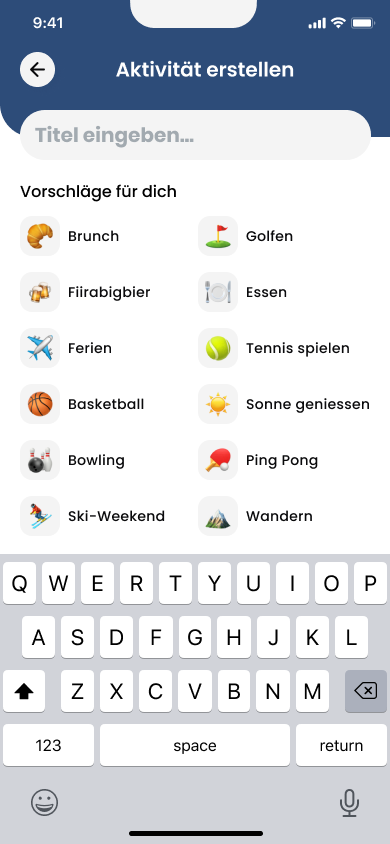 9:41
Aktivität erstellen
Titel eingeben...
Vorschläge für dich
Brunch
Golfen
Fiirabigbier
Essen
Ferien
Tennis spielen
Basketball
Sonne geniessen
Bowling
Ping Pong
Ski-Weekend
Wandern
Q W E R T Y U I O P
A S D F G H J K L
Z X C V B N M
123 space return